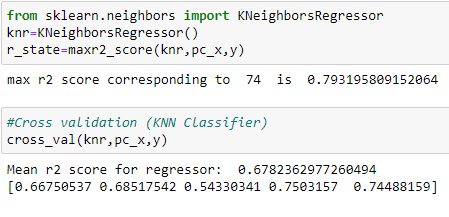 from sklearn.neighbors import KNeighborsRegressor
knr=KNeighborsRegressor()
r_state=maxr2_score(knr,pc_x,y)
max r2 score corresponding to  74  is  0.793195809152064
#Cross validation (KNN Classifier)
cross_val(knr,pc_x,y)
Mean r2 score for regressor:  0.6782362977260494
[0.66750537 0.68517542 0.54330341 0.7503157  0.74488159]